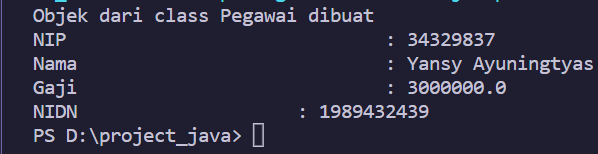 Objek dari class Pegawai dibuat
NIP : 34329837
Nama : Yansy Ayuningtyas
Gaji : 3000000.0
NIDN : 1989432439
PS D:\project_java>